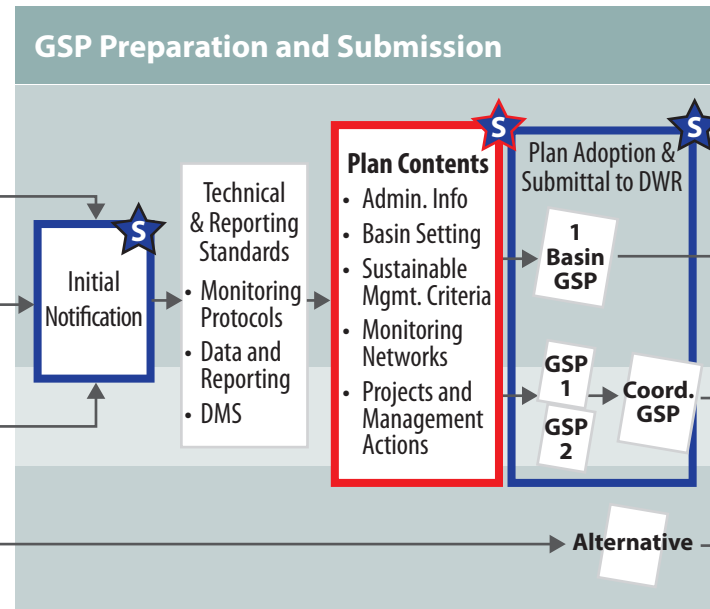 GSP Preparation and Submission
S
Initial
Notification
Technical
& Reporting
Standards
• Monitoring
Protocols
• Data and
Reporting
• DMS
S
Plan Contents
• Admin. Info
• Basin Setting
• Sustainable
Mgmt. Criteria
• Monitoring
Networks
• Projects and
Management
Actions
S
Plan Adoption &
Submittal to DWR
1
Basin
GSP
GSP
1
GSP
2
Coord.
GSP
Alternative